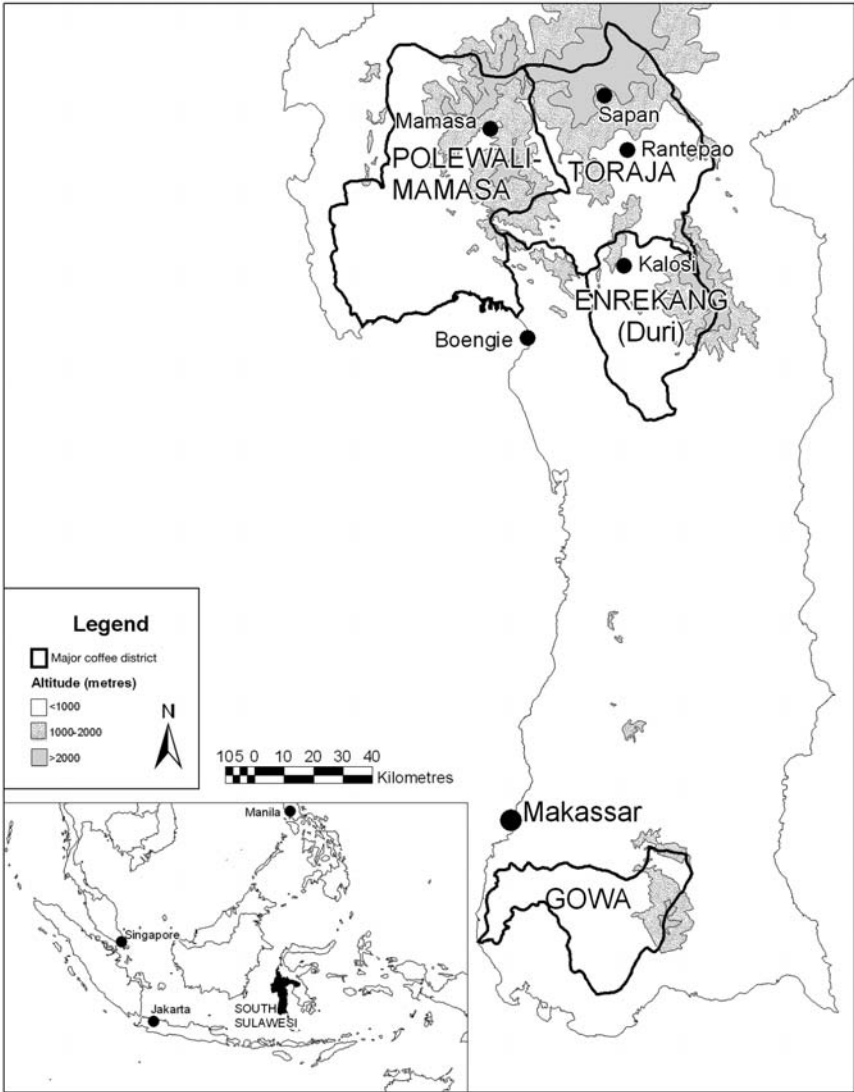 Sapan
Mamasa
Rantepao
POLEWALI-
MAMASA
TORAJA
Kalosi
ENREKANG
(Duri)
Boengie
Legend
Major coffee district
Altitude (metres)
<1000
1000-2000
>2000
N
105 0 10 20 30 40
Kilometres
Makassar
GOWA
Manila
Singapore
SOUTH
SULAWESI
Jakarta